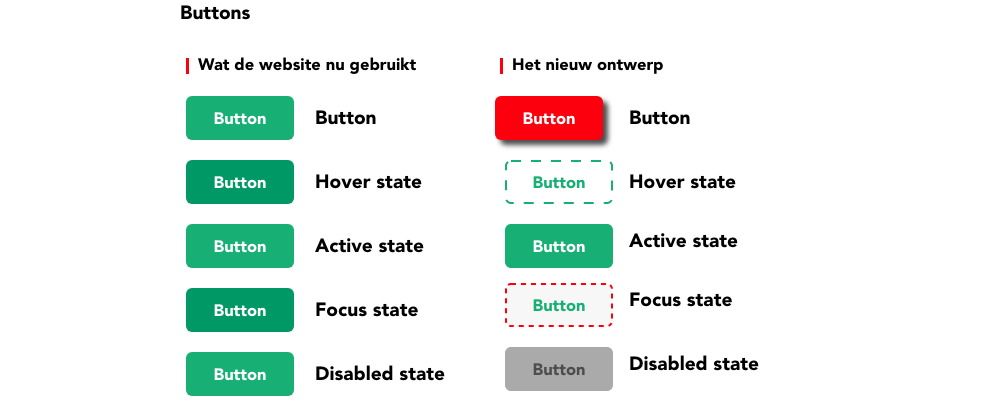 Buttons
Wat de website nu gebruikt
Button Button
Button Hover state
Button Active state
Button Focus state
Button Disabled state
Het nieuw ontwerp
Button Button
Button Hover state
Button Active state
Button Focus state
Button Disabled state